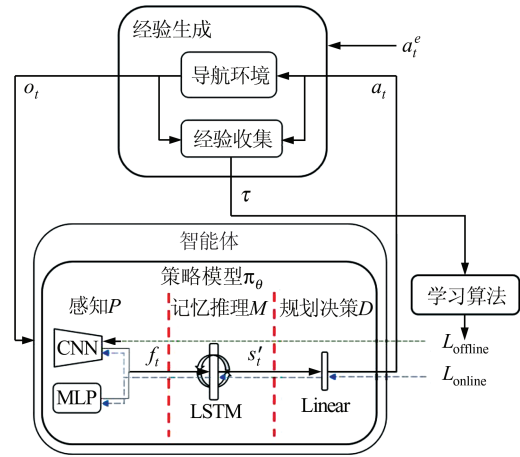 经验生成
导航环境
a_t^e
o_t
a_t
经验收集
τ
智能体
策略模型π_θ
学习算法
感知P
记忆推理M
规划决策D
CNN
f_t
s_t′
L_offline
L_online
MLP
LSTM
Linear